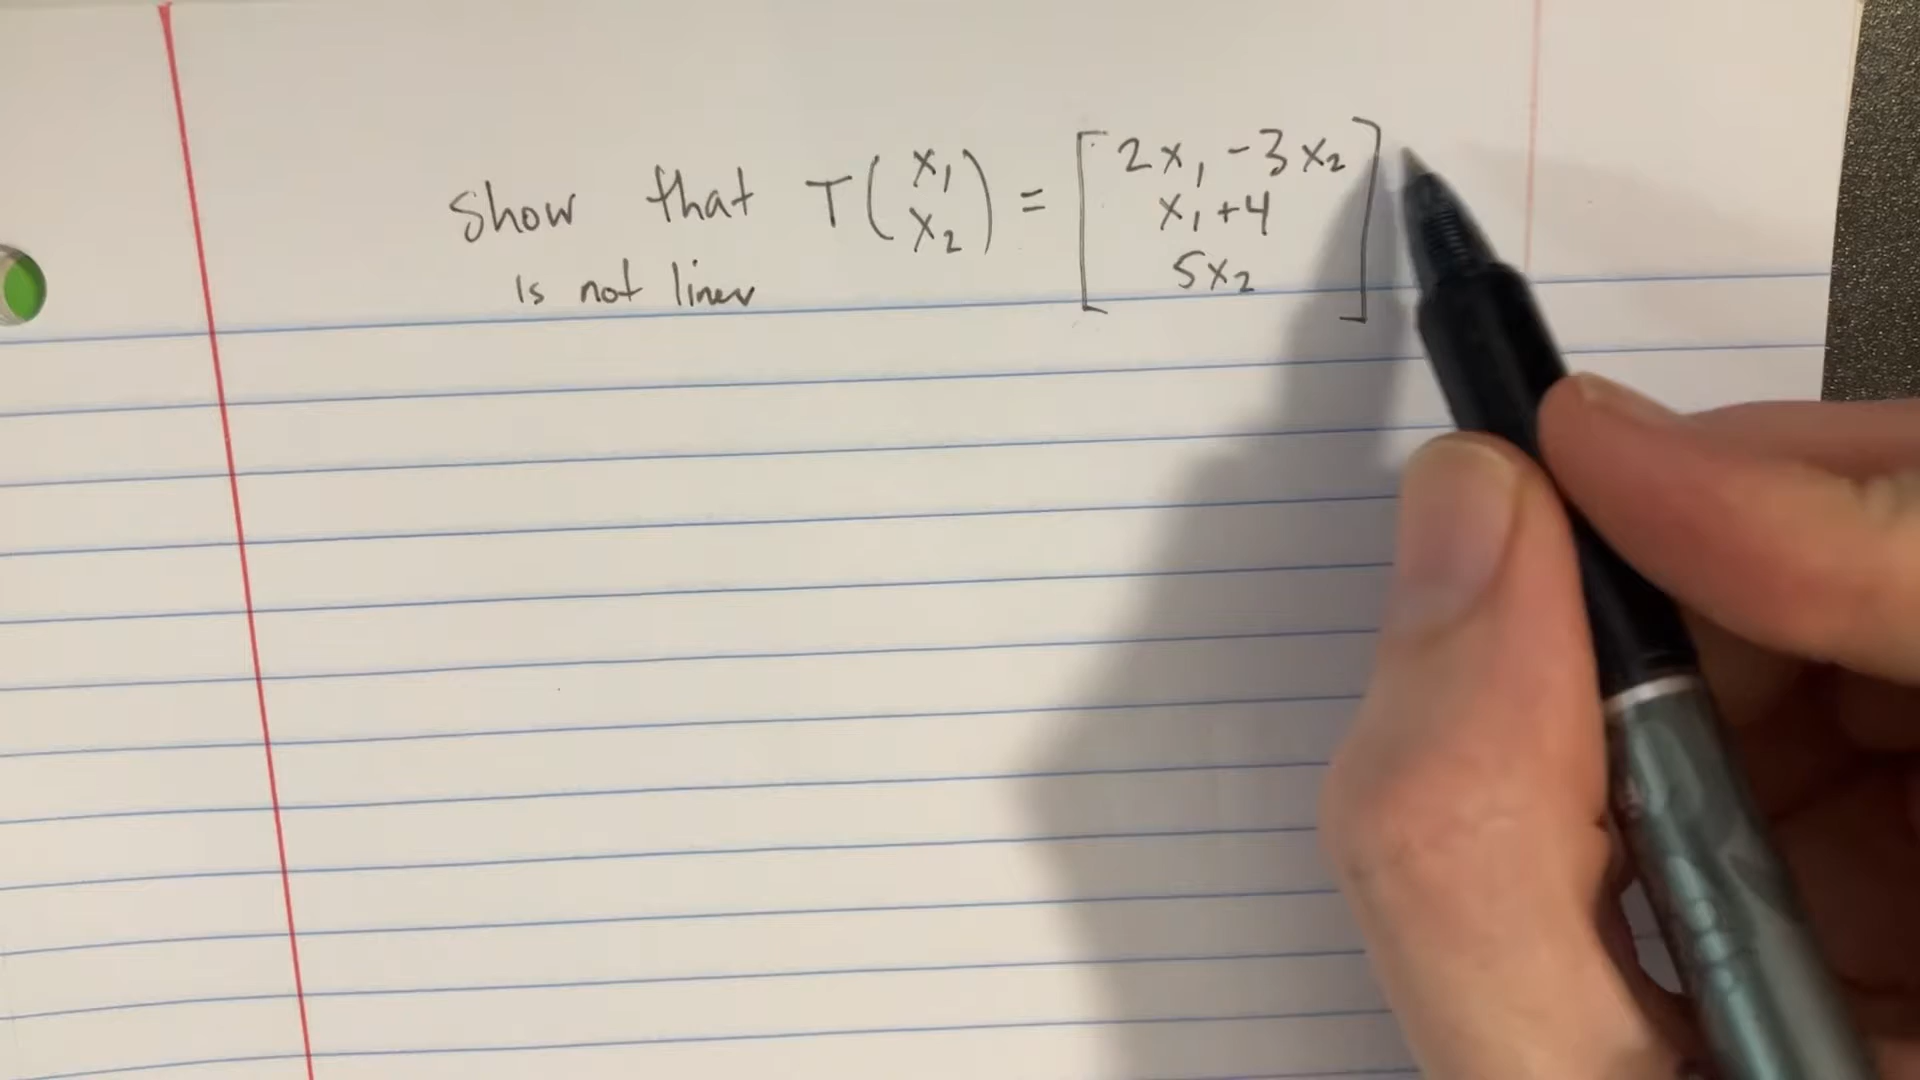 Show that T(x₁ x₂) = [2x₁ -3x₂
x₁ +4
5x₂]
is not liner